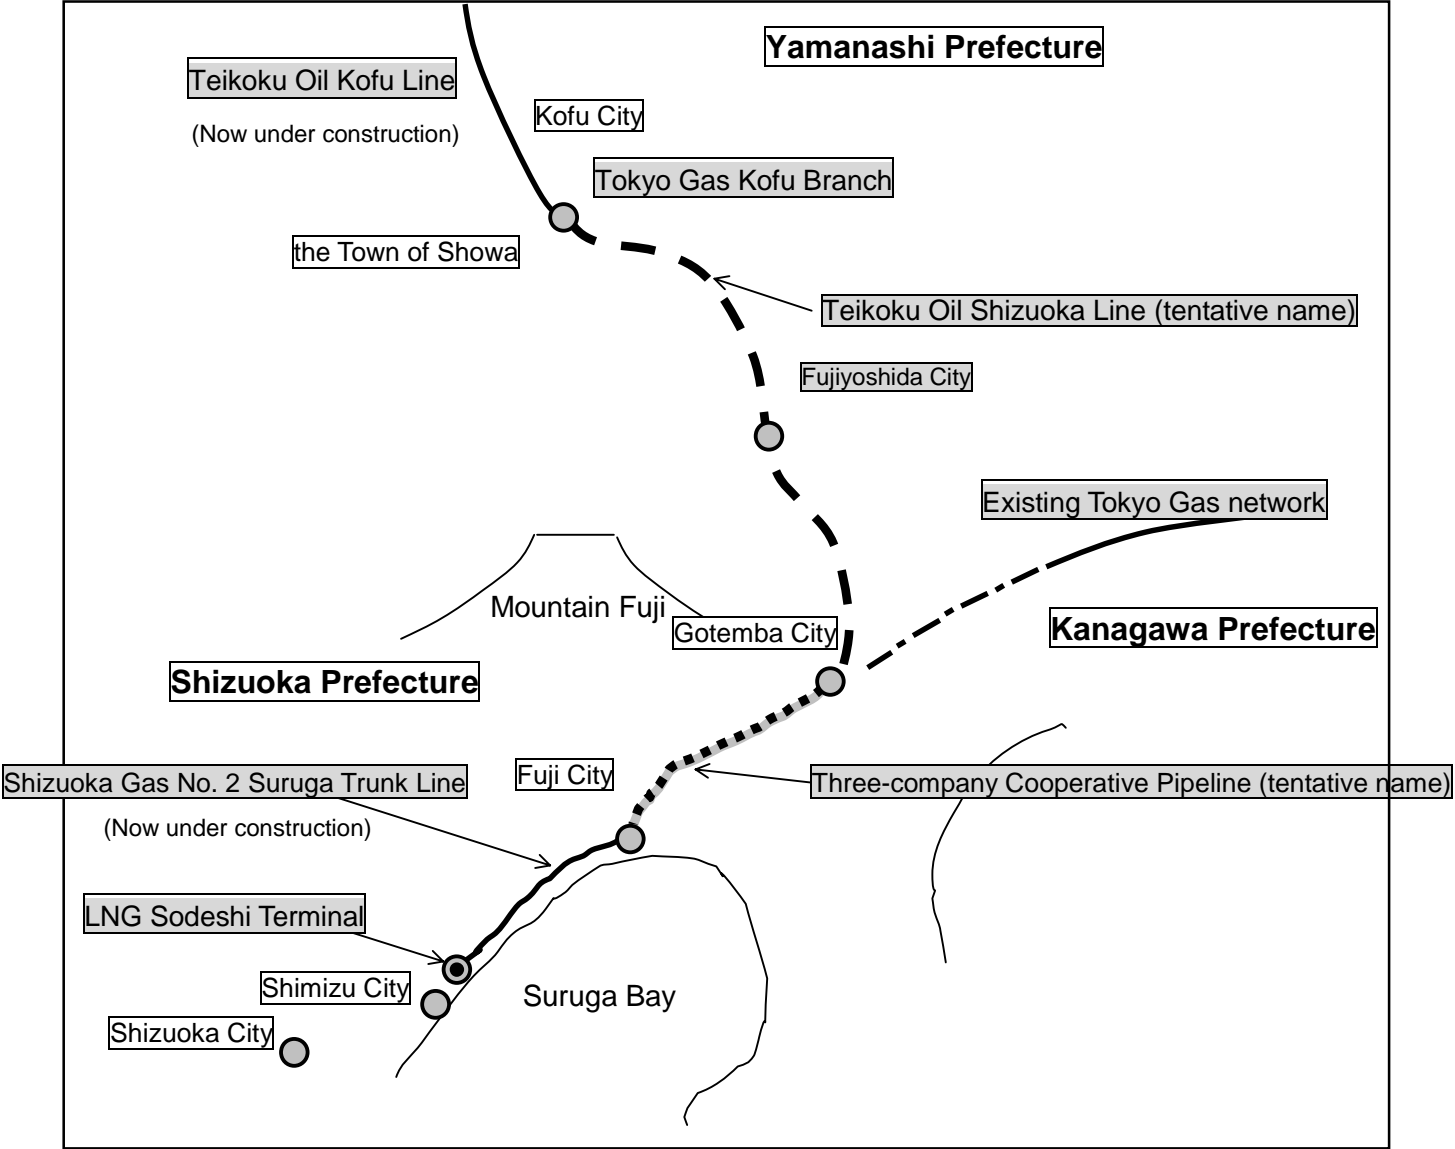 Yamanashi Prefecture
Teikoku Oil Kofu Line
Kofu City
(Now under construction)
Tokyo Gas Kofu Branch
the Town of Showa
Teikoku Oil Shizuoka Line (tentative name)
Fujiyoshida City
Existing Tokyo Gas network
Mountain Fuji
Gotemba City
Kanagawa Prefecture
Shizuoka Prefecture
Fuji City
Shizuoka Gas No. 2 Suruga Trunk Line
Three-company Cooperative Pipeline (tentative name)
(Now under construction)
LNG Sodeshi Terminal
Shimizu City
Suruga Bay
Shizuoka City